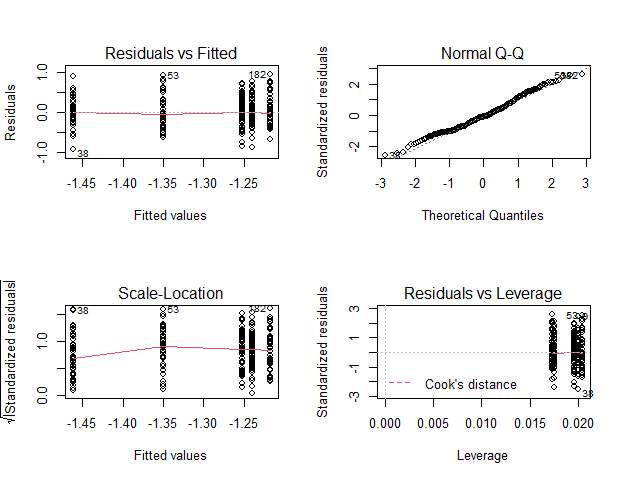 Residuals vs Fitted
Residuals
1.0
0.0
-1.0
53
182
38
-1.45 -1.40 -1.35 -1.30 -1.25
Fitted values
Normal Q-Q
Standardized residuals
2
0
-2
38
-3 -2 -1 0 1 2 3
Theoretical Quantiles
Scale-Location
√|Standardized residuals|
1.0
0.0
38
53
182
-1.45 -1.40 -1.35 -1.30 -1.25
Fitted values
Residuals vs Leverage
Standardized residuals
3
1
-1
-3
38
Cook's distance
0.000 0.005 0.010 0.015 0.020
Leverage